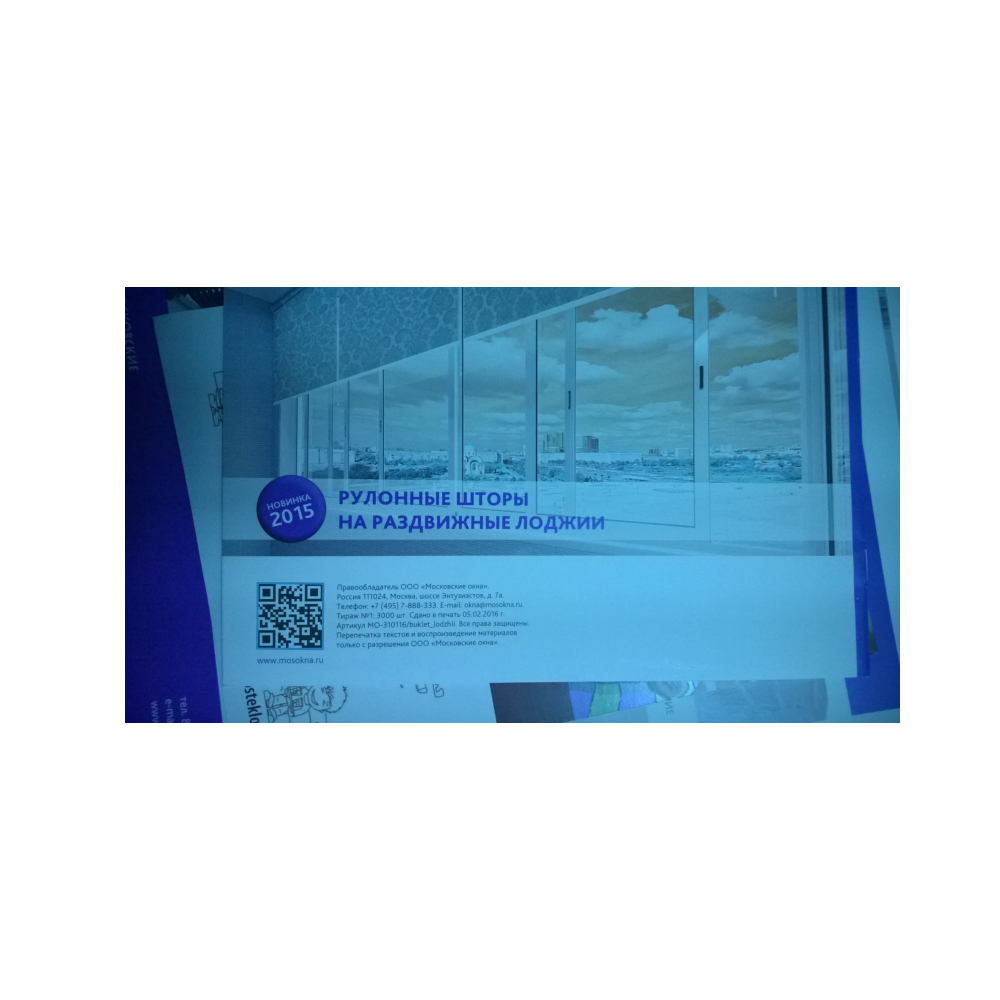 НОВИНКА
2015
РУЛОННЫЕ ШТОРЫ
НА РАЗДВИЖНЫЕ ЛОДЖИИ
Правообладатель ООО «Московские окна».
Россия 111024, Москва, шоссе Энтузиастов, д. 7а.
Телефон: +7 (495) 7-888-333. E-mail: okna@mosokna.ru.
Тираж №1: 3000 шт. Сдано в печать 05.02.2016 г.
Артикул МО-310116/buklet_lodzhii. Все права защищены.
Перепечатка текстов и воспроизведение материалов
только с разрешения ООО «Московские окна».
www.mosokna.ru
тел.